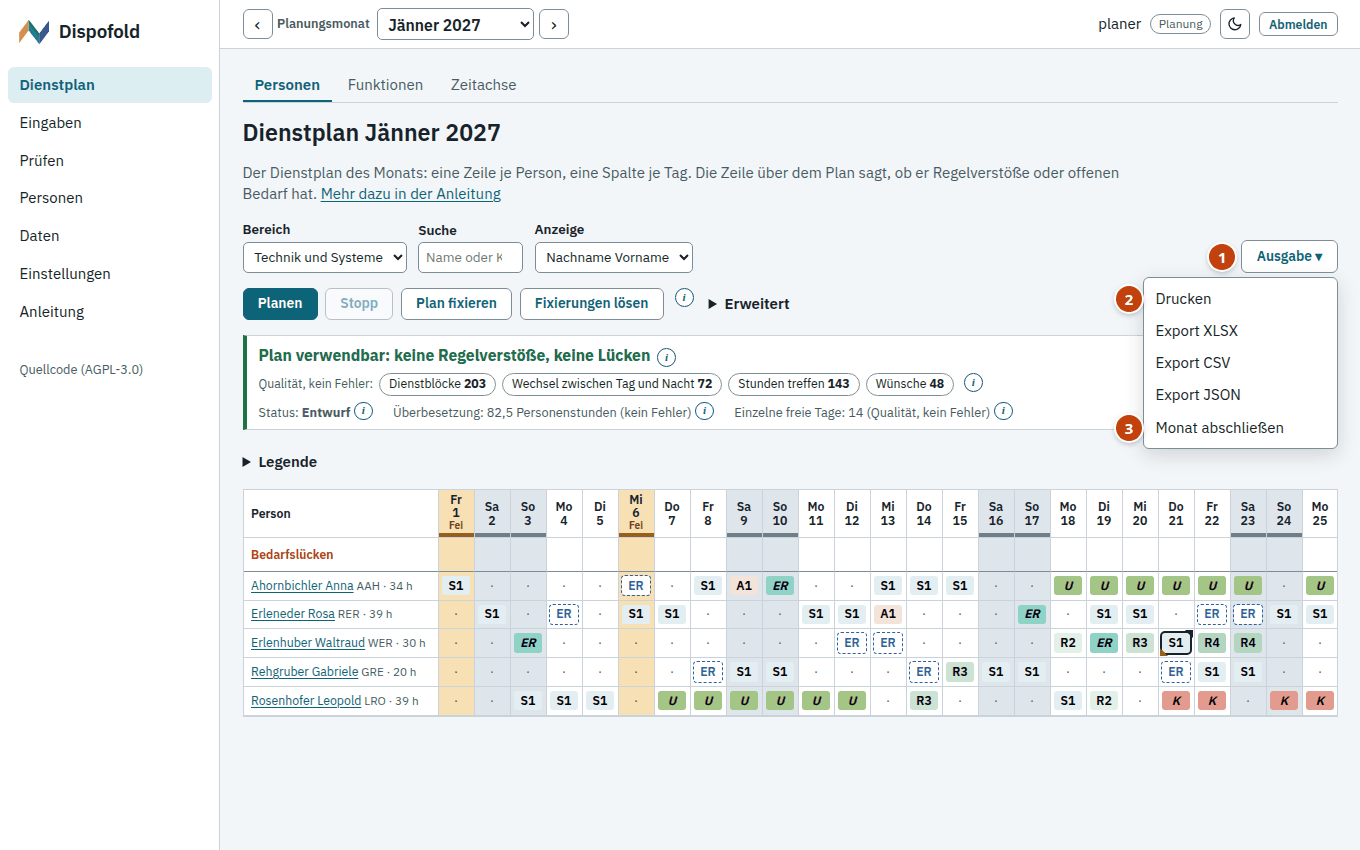 Dispofold
Dienstplan
Eingaben
Prüfen
Personen
Daten
Einstellungen
Anleitung
Quellcode (AGPL-3.0)
‹ Planungsmonat Jänner 2027 › planer Planung Abmelden
Personen Funktionen Zeitachse
Dienstplan Jänner 2027
Der Dienstplan des Monats: eine Zeile je Person, eine Spalte je Tag. Die Zeile über dem Plan sagt, ob er Regelverstöße oder offenen
Bedarf hat. Mehr dazu in der Anleitung
Bereich Suche Anzeige
Technik und Systeme Name oder K Nachname Vorname 1 Ausgabe ▾
Planen Stopp Plan fixieren Fixierungen lösen i ▶ Erweitert
2 Drucken
Export XLSX
Export CSV
Export JSON
3 Monat abschließen
Plan verwendbar: keine Regelverstöße, keine Lücken i
Qualität, kein Fehler: Dienstblöcke 203 Wechsel zwischen Tag und Nacht 72 Stunden treffen 143 Wünsche 48 i
Status: Entwurf i Überbesetzung: 82,5 Personenstunden (kein Fehler) i Einzelne freie Tage: 14 (Qualität, kein Fehler) i
▶ Legende
Person Fr 1 Fei Sa 2 So 3 Mo 4 Di 5 Mi 6 Fei Do 7 Fr 8 Sa 9 So 10 Mo 11 Di 12 Mi 13 Do 14 Fr 15 Sa 16 So 17 Mo 18 Di 19 Mi 20 Do 21 Fr 22 Sa 23 So 24 Mo 25
Bedarfslücken
Ahornbichler Anna AAH · 34 h S1 · · · · ER · S1 A1 ER · · S1 S1 S1 · · U U U U U U · U
Erleneder Rosa RER · 39 h · S1 · ER · S1 S1 · · · S1 S1 A1 · · · ER · S1 S1 · ER ER S1 S1
Erlenhuber Waltraud WER · 30 h · · ER · · · · · · · · ER ER · · · · R2 ER R3 S1 R4 R4 · ·
Rehgruber Gabriele GRE · 20 h · · · · · · · ER S1 S1 · · · ER R3 S1 S1 · · · ER S1 S1 · ·
Rosenhofer Leopold LRO · 39 h · · S1 S1 S1 · U U U U U U · R3 · · · S1 R2 · K K · K K